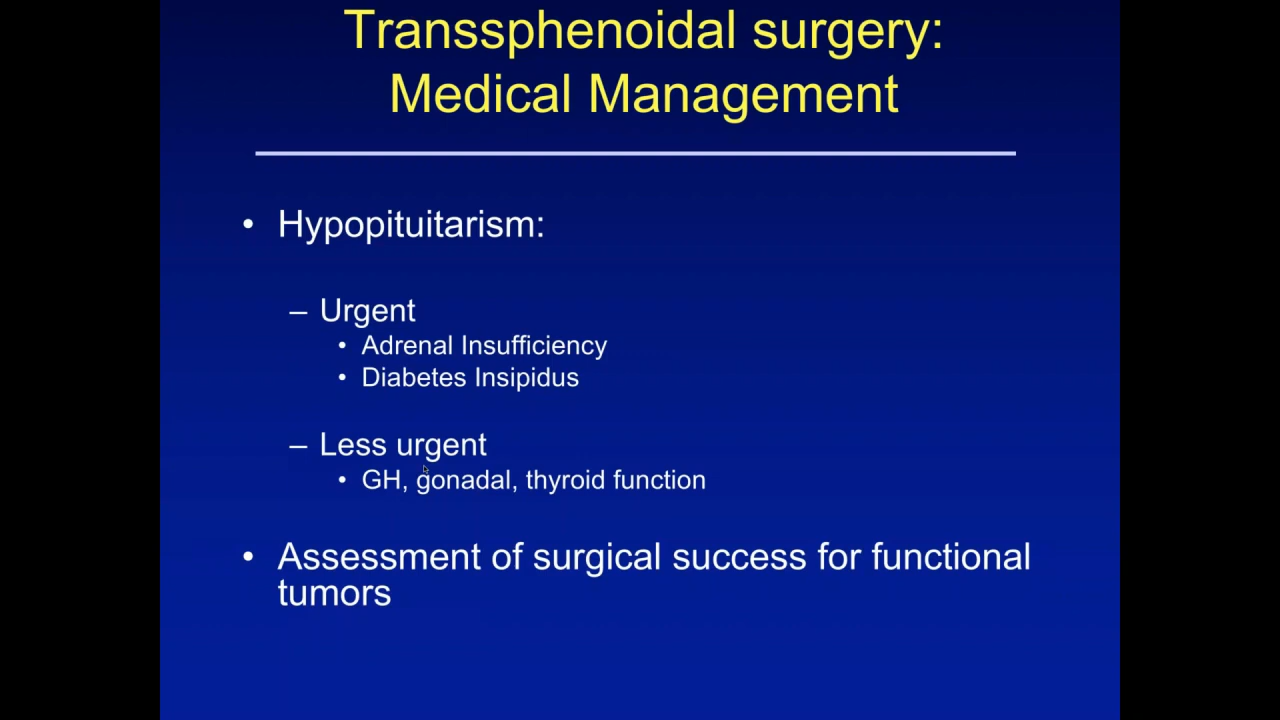 Transsphenoidal surgery:
Medical Management
• Hypopituitarism:
– Urgent
• Adrenal Insufficiency
• Diabetes Insipidus
– Less urgent
• GH, gonadal, thyroid function
• Assessment of surgical success for functional
tumors